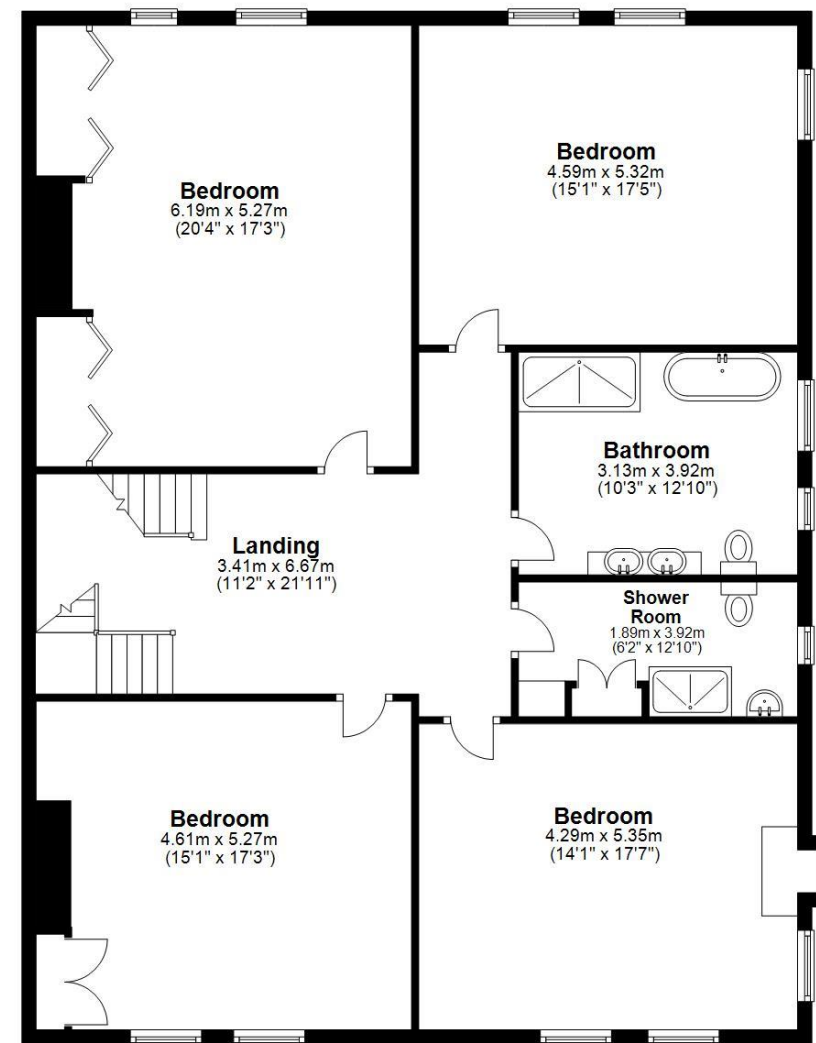 Bedroom
6.19m x 5.27m
(20'4" x 17'3")
Bedroom
4.59m x 5.32m
(15'1" x 17'5")
Bathroom
3.13m x 3.92m
(10'3" x 12'10")
Landing
3.41m x 6.67m
(11'2" x 21'11")
Shower
Room
1.89m x 3.92m
(6'2" x 12'10")
Bedroom
4.61m x 5.27m
(15'1" x 17'3")
Bedroom
4.29m x 5.35m
(14'1" x 17'7")